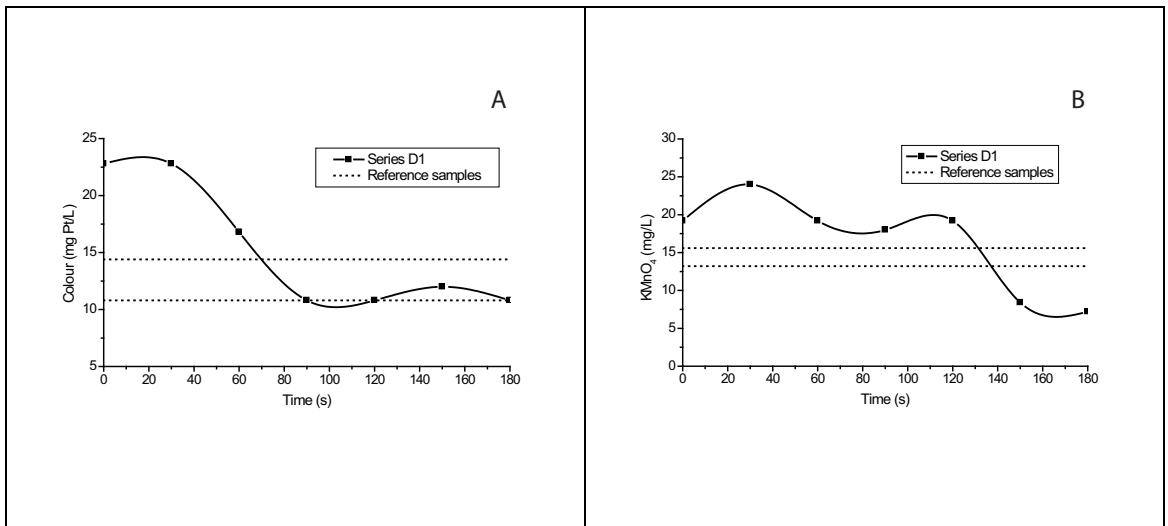 A
Colour (mg Pt/L)
25
20
15
10
5
Series D1
Reference samples
0 20 40 60 80 100 120 140 160 180
Time (s)
B
KMnO₄ (mg/L)
30
25
20
15
10
5
0
Series D1
Reference samples
0 20 40 60 80 100 120 140 160 180
Time (s)